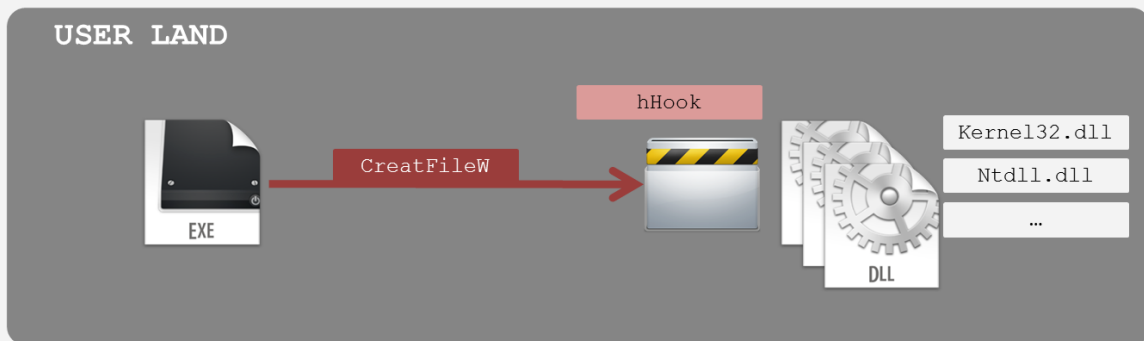 USER LAND
hHook
Kernel32.dll
CreatFileW
Ntdll.dll
…
EXE
DLL